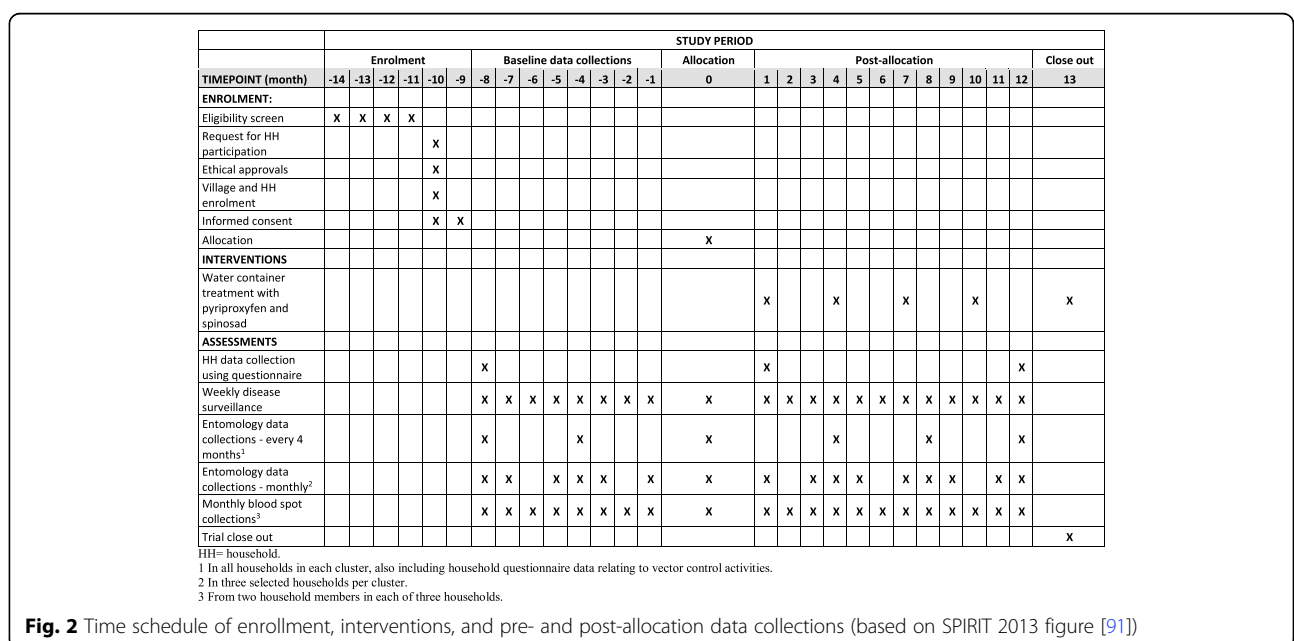 STUDY PERIOD
Enrolment Baseline data collections Allocation Post-allocation Close out
TIMEPOINT (month) -14 -13 -12 -11 -10 -9 -8 -7 -6 -5 -4 -3 -2 -1 0 1 2 3 4 5 6 7 8 9 10 11 12 13
ENROLMENT:
Eligibility screen X X X X
Request for HH
participation X
Ethical approvals X
Village and HH
enrolment X
Informed consent X X
Allocation X
INTERVENTIONS
Water container
treatment with
pyriproxyfen and
spinosad X X X X X
ASSESSMENTS
HH data collection
using questionnaire X X X
Weekly disease
surveillance X X X X X X X X X X X X X X X X X X X X X
Entomology data
collections - every 4
months1 X X X X X X
Entomology data
collections - monthly2 X X X X X X X X X X X X X X X X
Monthly blood spot
collections3 X X X X X X X X X X X X X X X X X X X X X
Trial close out X
HH= household.
1 In all households in each cluster, also including household questionnaire data relating to vector control activities.
2 In three selected households per cluster.
3 From two household members in each of three households.
Fig. 2 Time schedule of enrollment, interventions, and pre- and post-allocation data collections (based on SPIRIT 2013 figure [91])